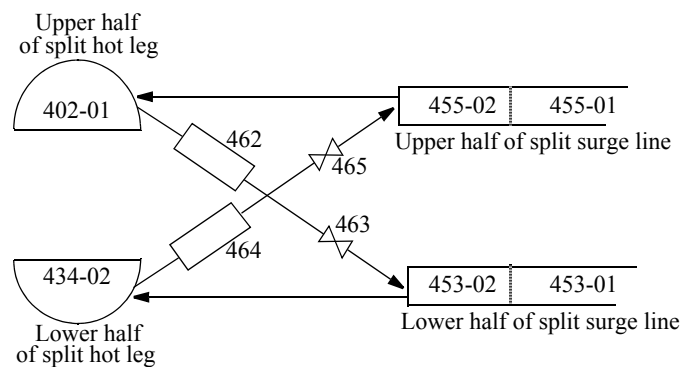 Upper half
of split hot leg
402-01
455-02
455-01
462
465
Upper half of split surge line
464
463
434-02
453-02
453-01
Lower half
of split hot leg
Lower half of split surge line